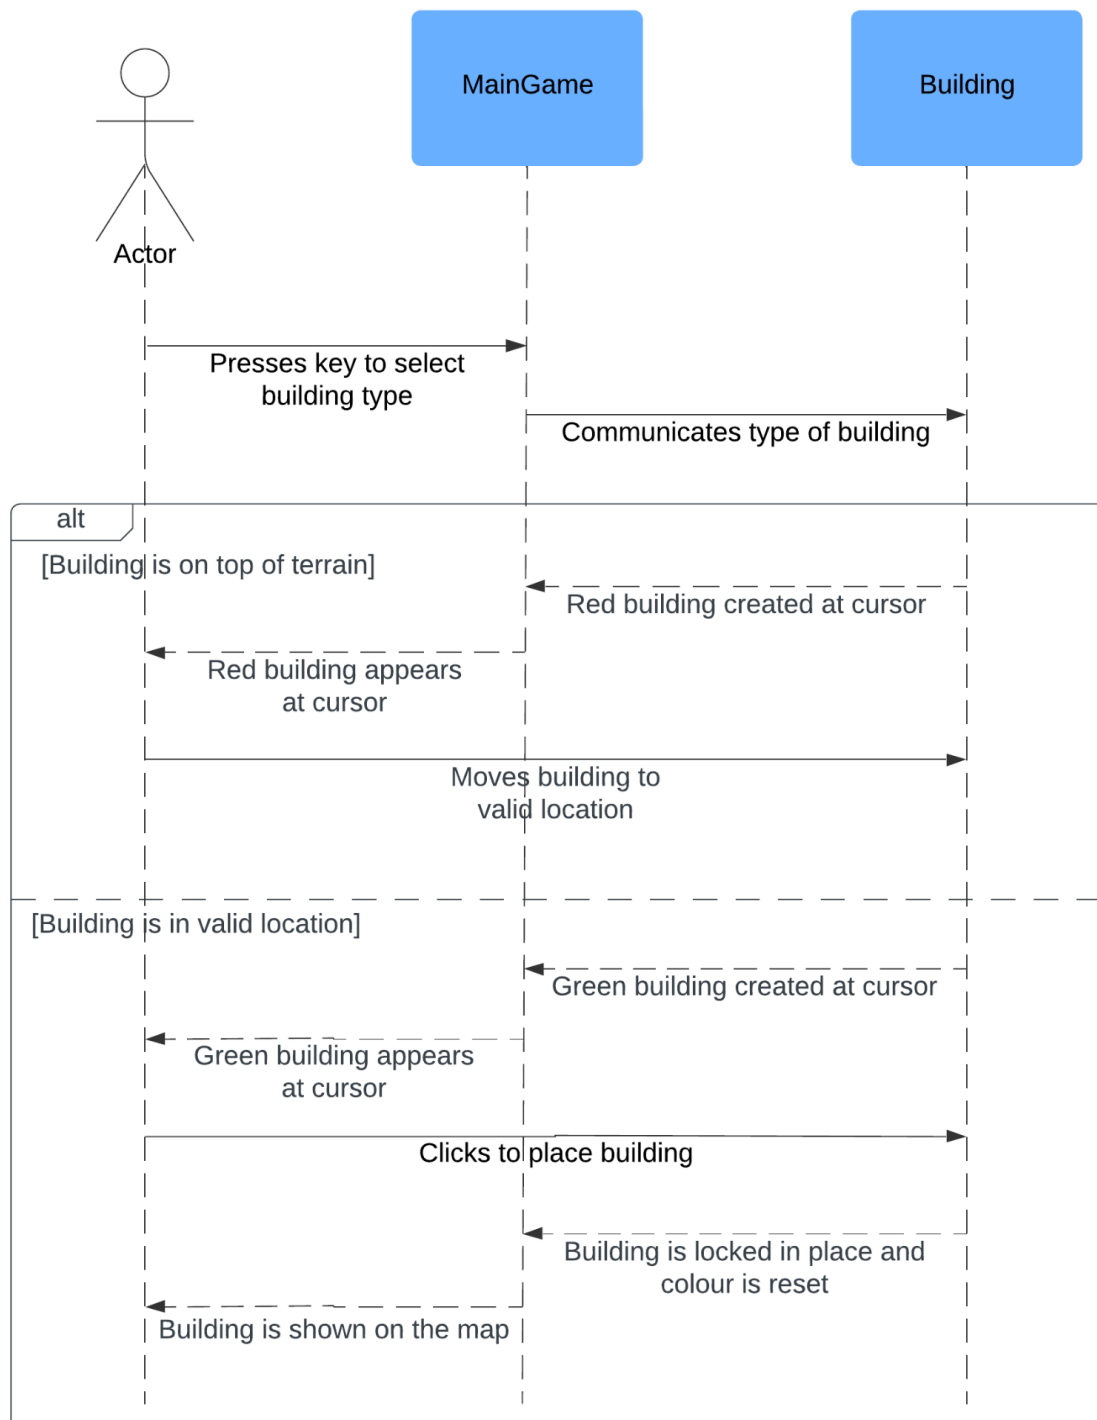 MainGame
Building
Actor
Presses key to select
building type
Communicates type of building
alt
[Building is on top of terrain]
Red building created at cursor
Red building appears
at cursor
Moves building to
valid location
[Building is in valid location]
Green building created at cursor
Green building appears
at cursor
Clicks to place building
Building is locked in place and
colour is reset
Building is shown on the map